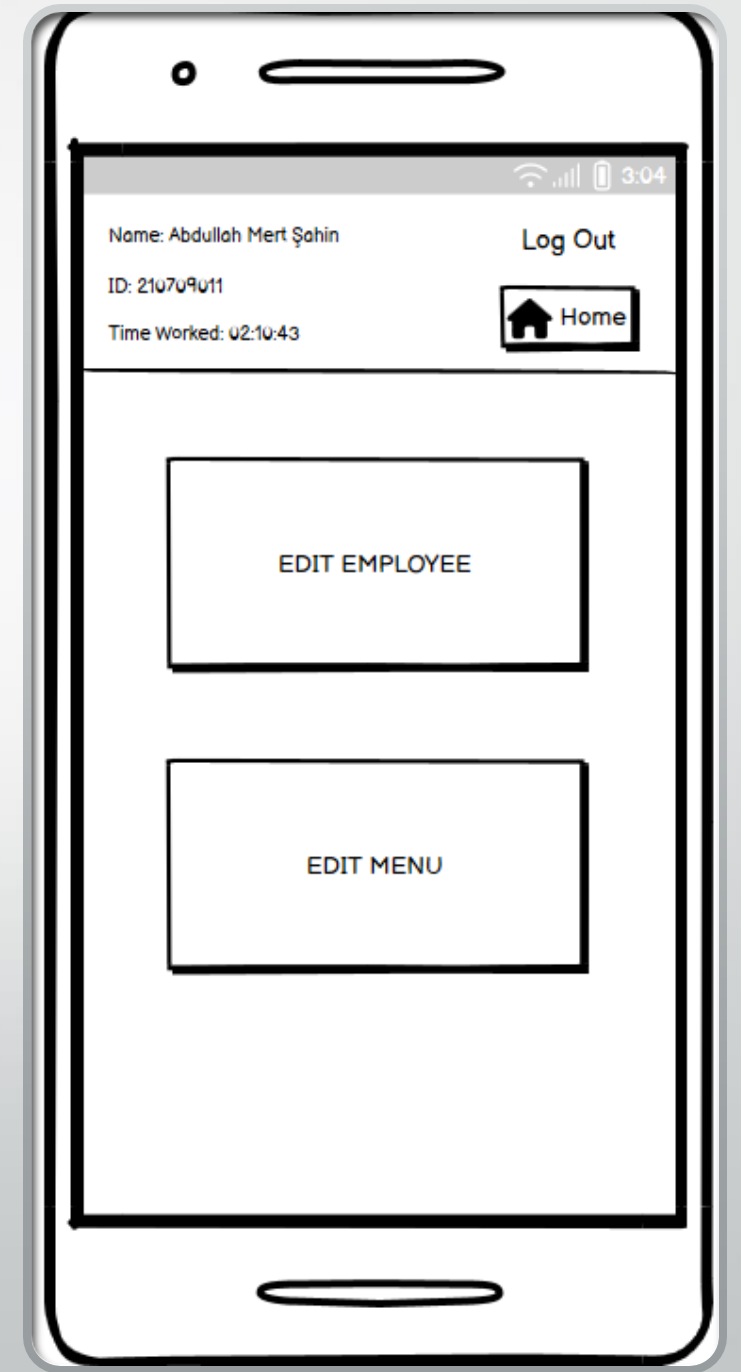 3:04
Name: Abdullah Mert Şahin
Log Out
ID: 210709011
Home
Time Worked: 02:10:43
EDIT EMPLOYEE
EDIT MENU